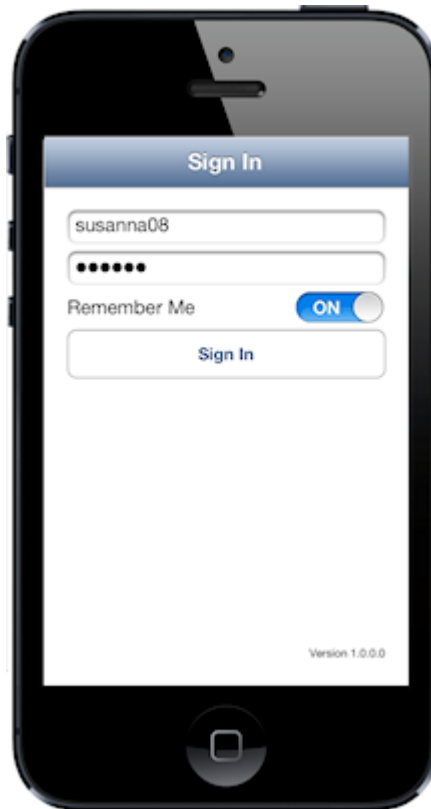 Sign In
susanna08
••••••
Remember Me ON
Sign In
Version 1.0.0.0